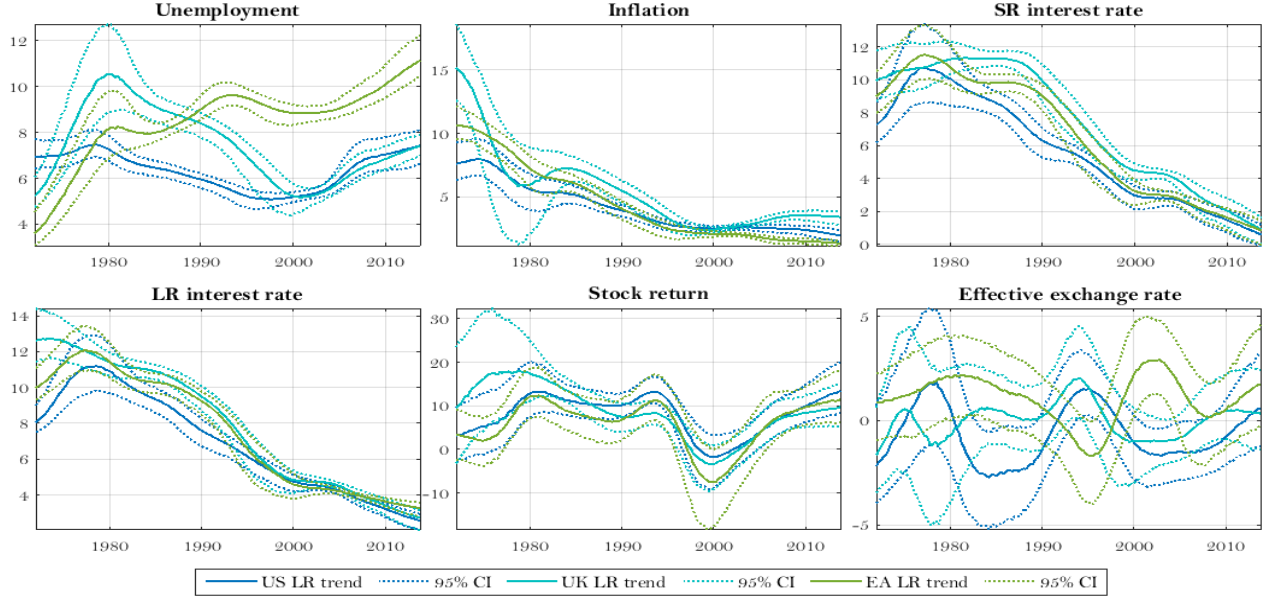 Unemployment
12
10
8
6
4
1980 1990 2000 2010
Inflation
15
10
5
1980 1990 2000 2010
SR interest rate
12
10
8
6
4
2
0
1980 1990 2000 2010
LR interest rate
14
12
10
8
6
4
1980 1990 2000 2010
Stock return
30
20
10
0
-10
1980 1990 2000 2010
Effective exchange rate
5
0
-5
1980 1990 2000 2010
US LR trend 95% CI UK LR trend 95% CI EA LR trend 95% CI